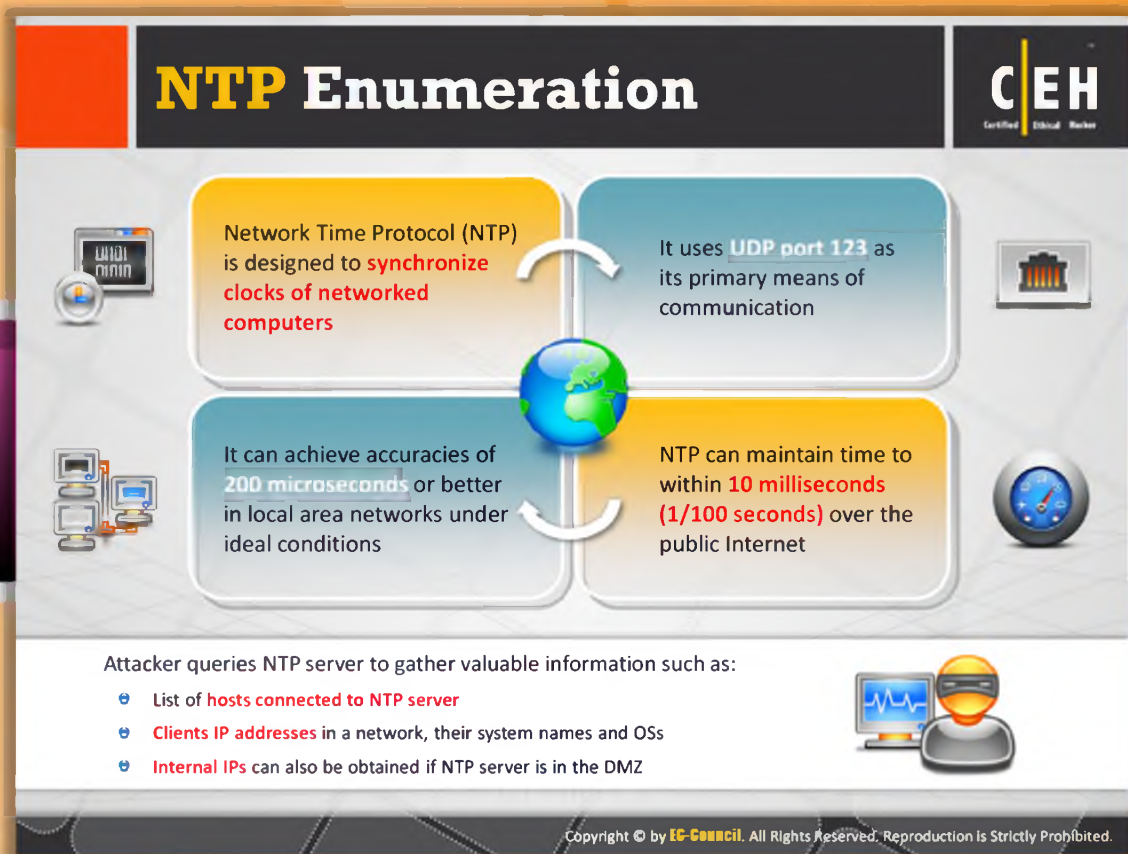 NTP Enumeration
CEH
Certified Ethical Hacker
Network Time Protocol (NTP)
is designed to synchronize
clocks of networked
computers
It uses UDP port 123 as
its primary means of
communication
It can achieve accuracies of
200 microseconds or better
in local area networks under
ideal conditions
NTP can maintain time to
within 10 milliseconds
(1/100 seconds) over the
public Internet
Attacker queries NTP server to gather valuable information such as:
List of hosts connected to NTP server
Clients IP addresses in a network, their system names and OSs
Internal IPs can also be obtained if NTP server is in the DMZ
Copyright © by EC-Council. All Rights Reserved. Reproduction is Strictly Prohibited.